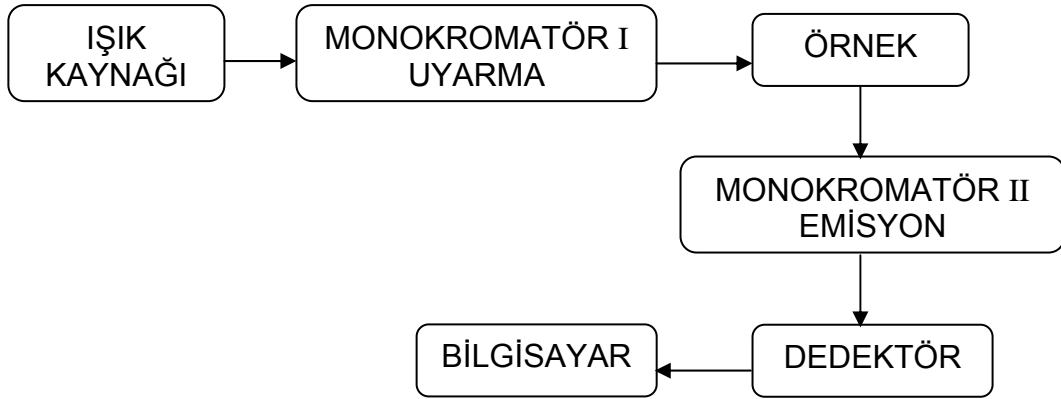 IŞIK
KAYNAĞI
MONOKROMATÖR I
UYARMA
ÖRNEK
MONOKROMATÖR II
EMİSYON
DEDEKTÖR
BİLGİSAYAR